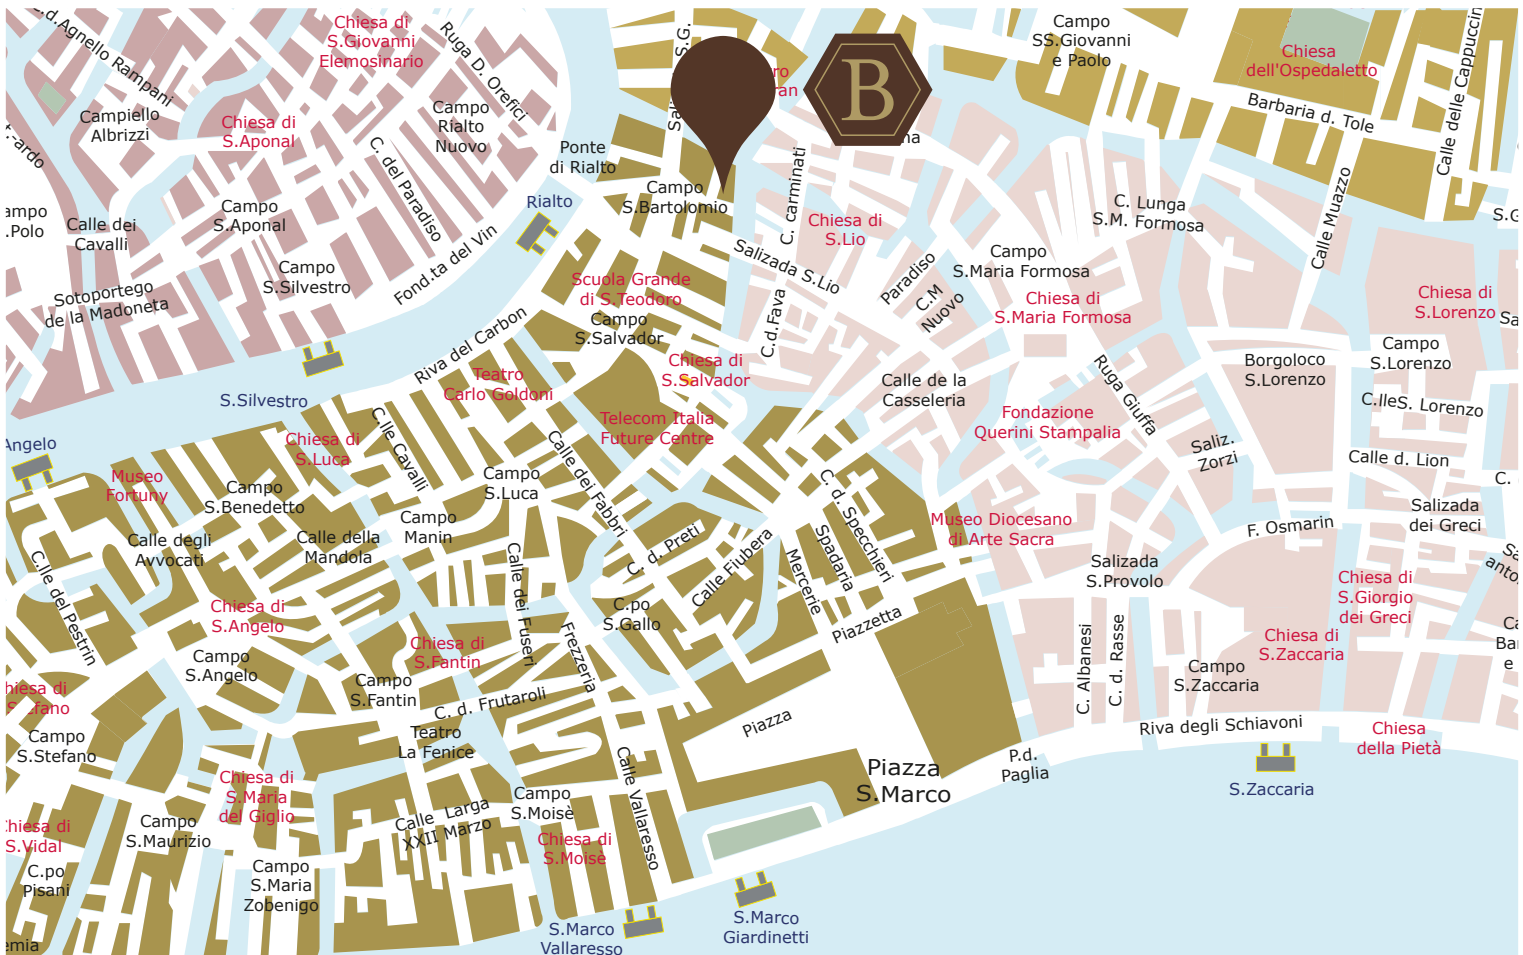 C.d.Agnello Rampani
Chiesa di
S.Giovanni
Elemosinario
Ruga D. Orefici
S.G.
B
Campo
SS.Giovanni
e Paolo
Chiesa
dell'Ospedaletto
Calle delle Cappuccin
Campiello
Albrizzi
Chiesa di
S.Aponal
Campo
Rialto
Nuovo
Barbaria d. Tole
Ponte
di Rialto
C. del Paradiso
Campo
S.Bartolomio
C. carminati
Rialto
Campo
S.Aponal
Calle dei
Cavalli
ampo
.Polo
Chiesa di
S.Lio
C. Lunga
S.M. Formosa
Calle Muazzo
Fond.ta del Vin
Salizada S.Lio
Campo
S.Maria Formosa
Campo
S.Silvestro
Scuola Grande
di S.Teodoro
Paradiso
C.M
Nuovo
Sotoportego
de la Madoneta
Chiesa di
S.Maria Formosa
Chiesa di
S.Lorenzo
Riva del Carbon
Campo
S.Salvador
C.d.Fava
Campo
S.Lorenzo
Borgoloco
S.Lorenzo
Chiesa di
S.Salvador
Teatro
Carlo Goldoni
Calle de la
Casseleria
Ruga Giuffa
S.Silvestro
C.lleS. Lorenzo
Telecom Italia
Future Centre
Fondazione
Querini Stampalia
Angelo
Chiesa di
S.Luca
C.lle Cavalli
Saliz.
Zorzi
Calle d. Lion
Museo
Fortuny
Campo
S.Luca
Calle dei Fabbri
C. d. Specchieri
Campo
S.Benedetto
Salizada
dei Greci
Campo
Manin
Museo Diocesano
di Arte Sacra
F. Osmarin
Calle degli
Avvocati
Calle della
Mandola
C. d. Preti
Calle Fiubera
Mercerie
Spadaria
Salizada
S.Provolo
C.lle del Pestrin
Calle dei Fuseri
Chiesa di
S.Giorgio
dei Greci
Chiesa di
S.Angelo
C.po
S.Gallo
Frezzeria
Piazzetta
C. Albanesi
C. d. Rasse
Chiesa di
S.Zaccaria
Chiesa di
S.Fantin
Campo
S.Angelo
Campo
S.Zaccaria
Campo
S.Fantin
C. d. Frutaroli
Piazza
Riva degli Schiavoni
Chiesa
della Pietà
Campo
S.Stefano
Teatro
La Fenice
Calle Vallaresso
P.d.
Paglia
Piazza
S.Marco
S.Zaccaria
Chiesa di
S.Maria
del Giglio
Campo
S.Moisè
Calle Larga
XXII Marzo
Chiesa di
S.Vidal
Campo
S.Maurizio
Chiesa di
S.Moisè
C.po
Pisani
Campo
S.Maria
Zobenigo
S.Marco
Giardinetti
S.Marco
Vallaresso
emia